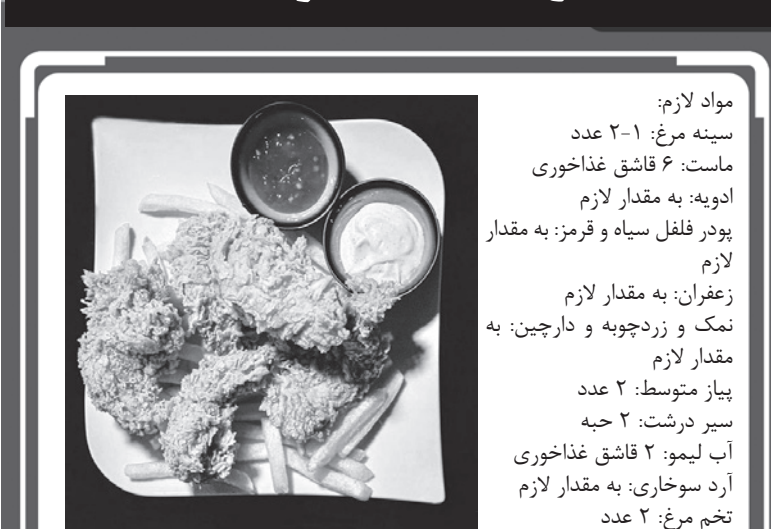 مواد لازم:
سینه مرغ: ۱-۲ عدد
ماست: ۶ قاشق غذاخوری
ادویه: به مقدار لازم
پودر فلفل سیاه و قرمز: به مقدار
لازم
زعفران: به مقدار لازم
نمک و زردچوبه و دارچین: به
مقدار لازم
پیاز متوسط: ۲ عدد
سیر درشت: ۲ حبه
آب لیمو: ۲ قاشق غذاخوری
آرد سوخاری: به مقدار لازم
تخم مرغ: ۲ عدد